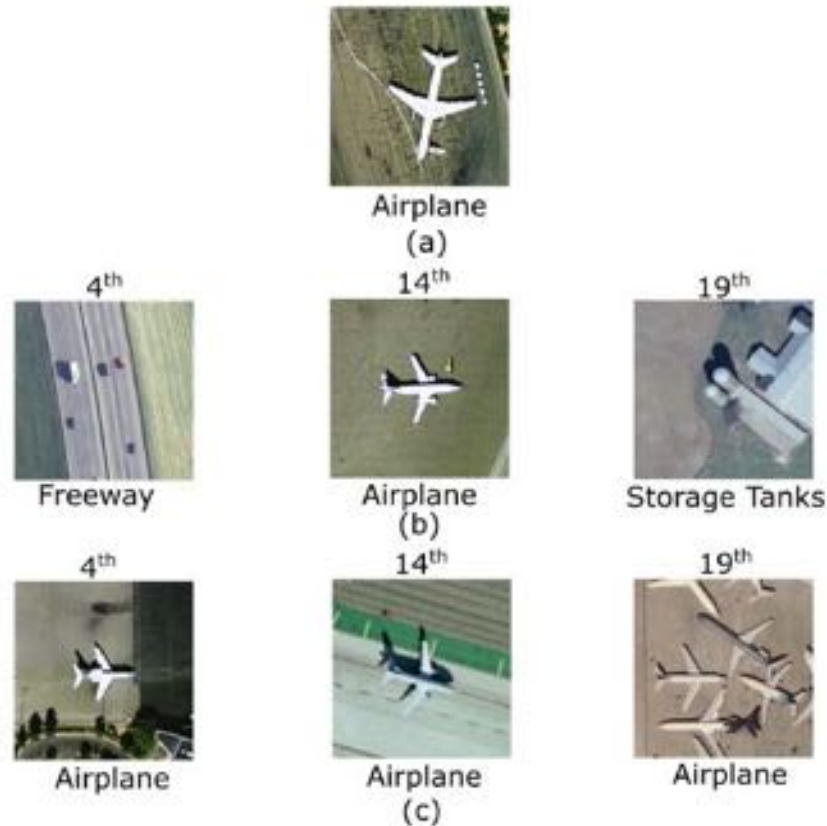 Airplane
(a)
4th 14th 19th
Freeway Airplane Storage Tanks
(b)
4th 14th 19th
Airplane Airplane Airplane
(c)